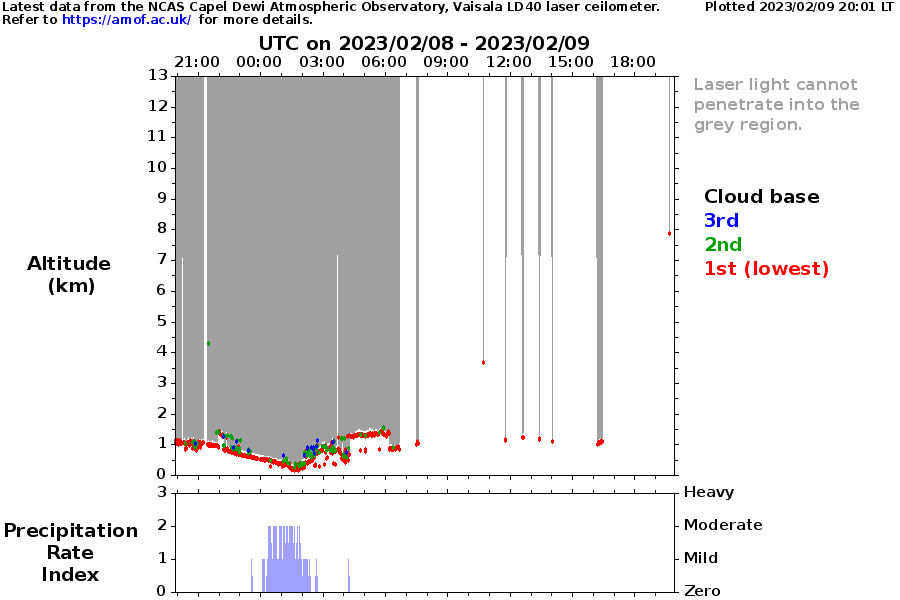 Latest data from the NCAS Capel Dewi Atmospheric Observatory, Vaisala LD40 laser ceilometer. Plotted 2023/02/09 20:01 LT
Refer to https://amof.ac.uk/ for more details.
UTC on 2023/02/08 - 2023/02/09
21:00 00:00 03:00 06:00 09:00 12:00 15:00 18:00
13
12
11
10
9
8
7
6
5
4
3
2
1
0
Altitude
(km)
Laser light cannot
penetrate into the
grey region.
Cloud base
3rd
2nd
1st (lowest)
3 Heavy
2 Moderate
1 Mild
0 Zero
Precipitation
Rate
Index